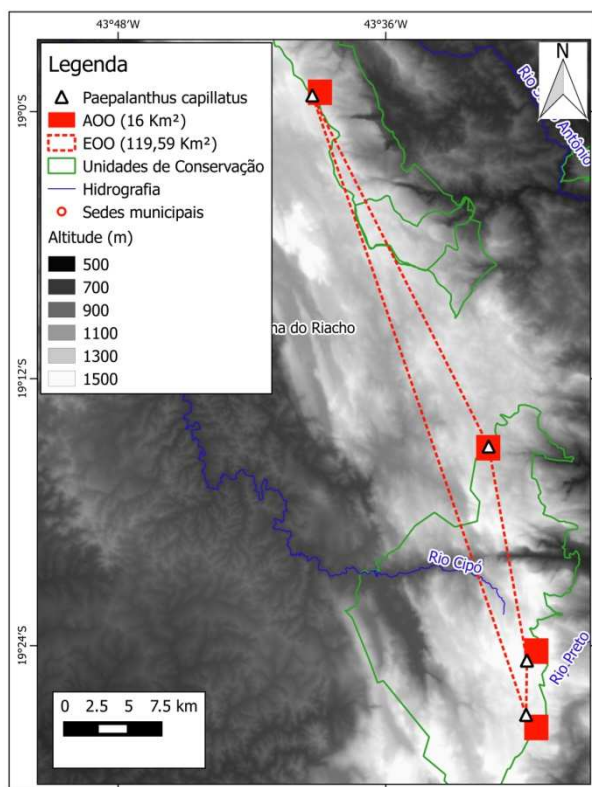 43°48'W
43°36'W
N
Legenda
Paepalanthus capillatus
AOO (16 Km²)
EOO (119,59 Km²)
Unidades de Conservação
Hidrografia
Sedes municipais
Altitude (m)
500
700
900
1100
1300
1500
19°0'S
19°12'S
19°24'S
Antônio
na do Riacho
Rio Cipó
Rio Preto
0 2.5 5 7.5 km